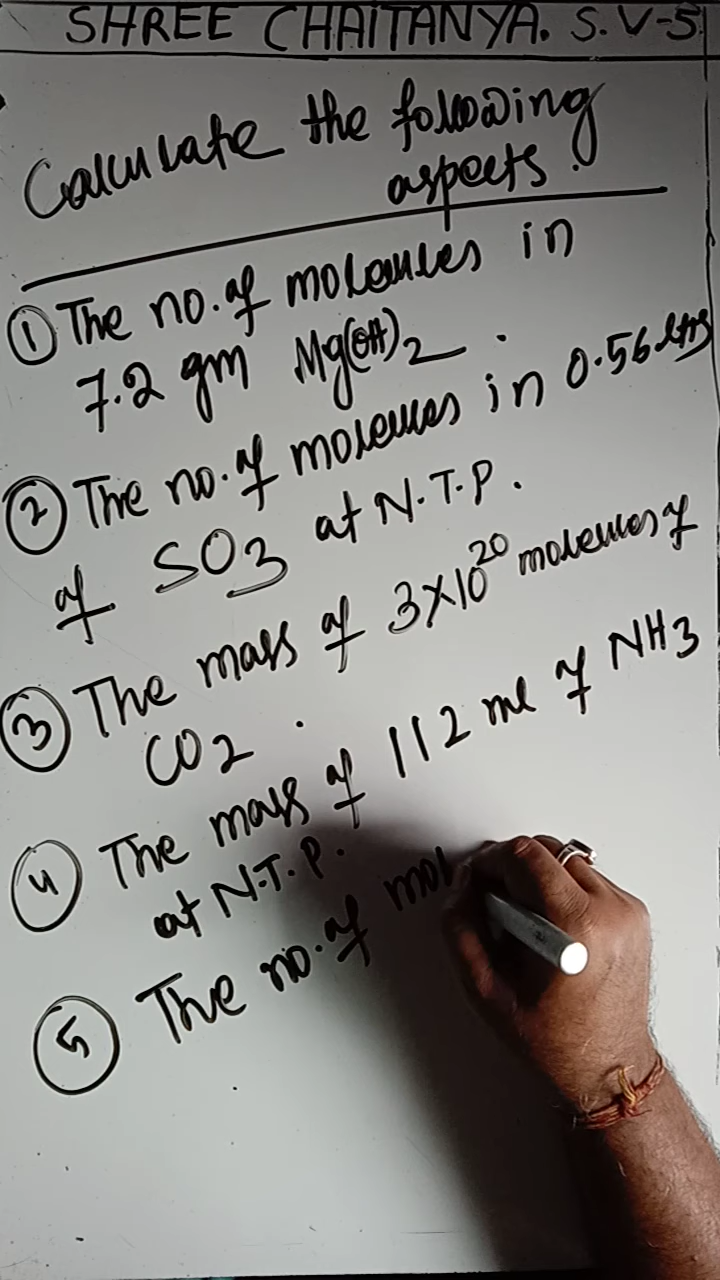 SHREE CHAITANYA. S. V-5
Calculate the following
aspects.
① The no. of molecules in
7.2 gm Mg(OH)2.
② The no. of molecules in 0.56 ltrs
of SO3 at N.T.P.
③ The mass of 3×10²⁰ molecules of
CO2.
④ The mass of 112 ml of NH3
at N.T.P.
⑤ The no. of mol